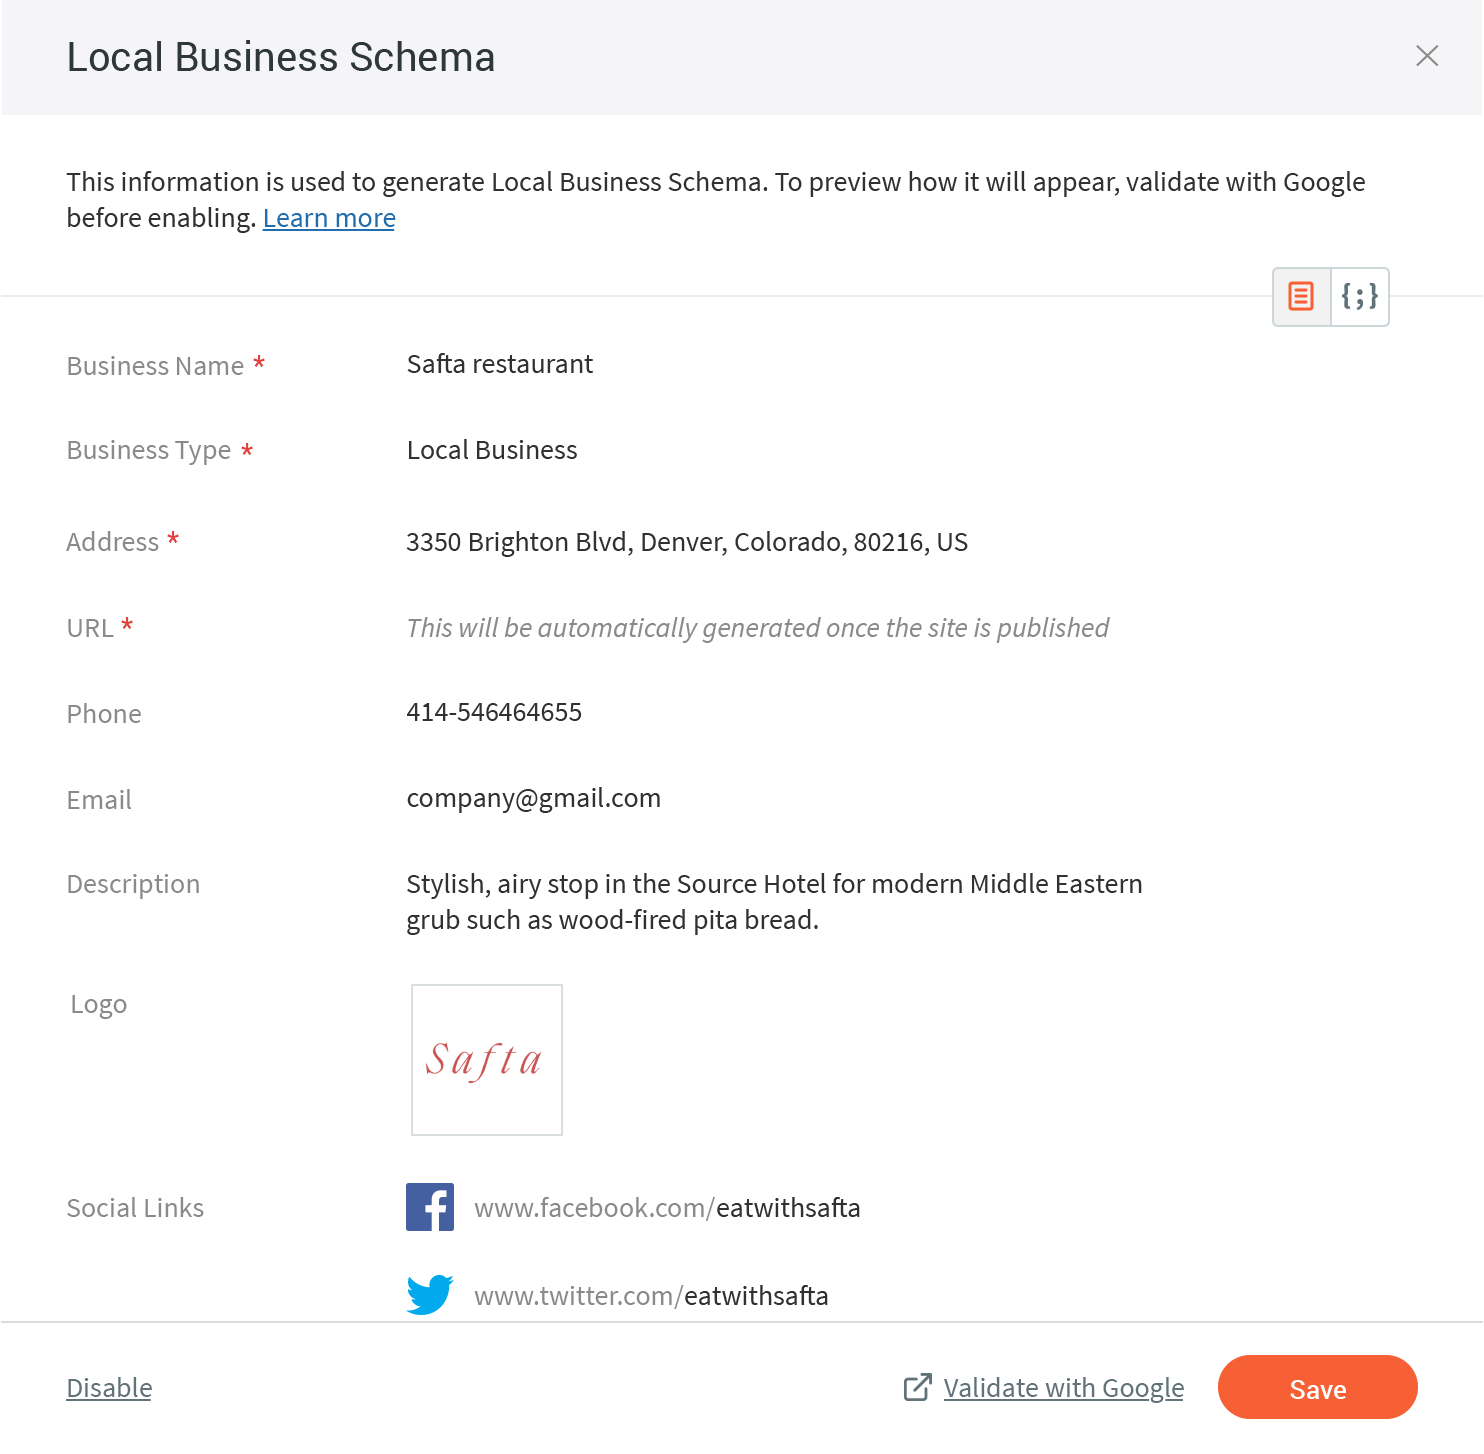 Local Business Schema
This information is used to generate Local Business Schema. To preview how it will appear, validate with Google
before enabling. Learn more
{;}
Business Name *
Safta restaurant
Business Type *
Local Business
Address *
3350 Brighton Blvd, Denver, Colorado, 80216, US
URL *
This will be automatically generated once the site is published
Phone
414-546464655
Email
company@gmail.com
Description
Stylish, airy stop in the Source Hotel for modern Middle Eastern
grub such as wood-fired pita bread.
Logo
Safta
Social Links
www.facebook.com/eatwithsafta
www.twitter.com/eatwithsafta
Disable
Validate with Google
Save